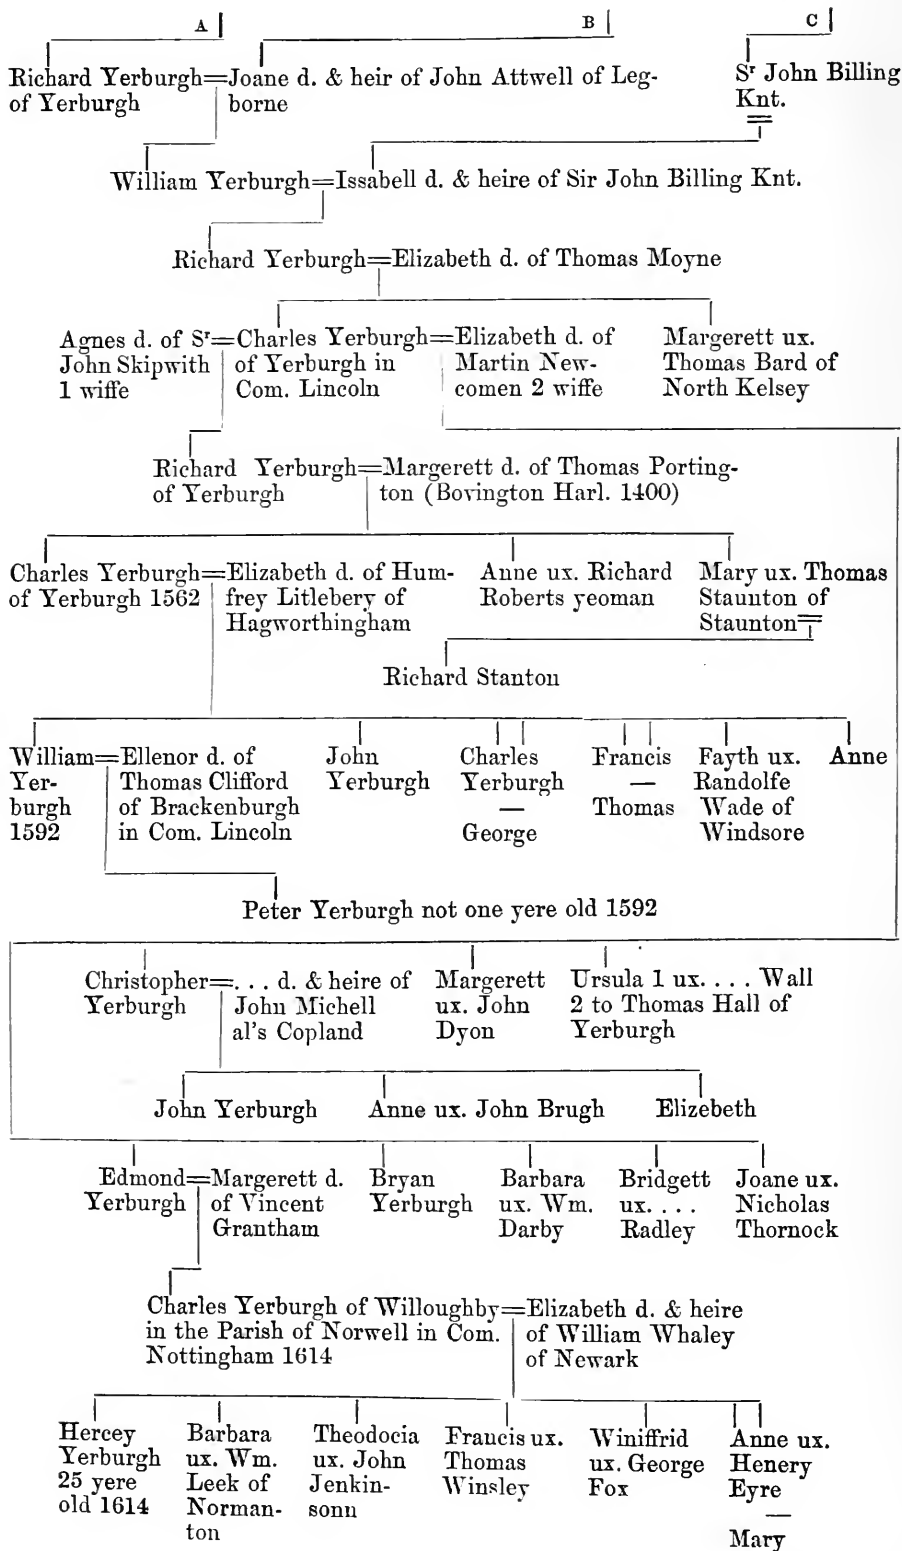 A B C
Richard Yerburgh=Joane d. & heir of John Attwell of Leg-
of Yerburgh borne
Sr John Billing
Knt.
William Yerburgh=Issabell d. & heire of Sir John Billing Knt.
Richard Yerburgh=Elizabeth d. of Thomas Moyne
Agnes d. of Sr=
John Skipwith
1 wiffe
Charles Yerburgh=
of Yerburgh in
Com. Lincoln
Elizabeth d. of
Martin New-
comen 2 wiffe
Margerett ux.
Thomas Bard of
North Kelsey
Richard Yerburgh=
of Yerburgh
Margerett d. of Thomas Porting-
ton (Bovington Harl. 1400)
Charles Yerburgh=
of Yerburgh 1562
Elizabeth d. of Hum-
frey Litlebery of
Hagworthingham
Anne ux. Richard
Roberts yeoman
Mary ux. Thomas
Staunton of
Staunton=
Richard Stanton
William=
Yer-
burgh
1592
Ellenor d. of
Thomas Clifford
of Brackenburgh
in Com. Lincoln
John
Yerburgh
Charles
Yerburgh
—
George
Francis
—
Thomas
Fayth ux.
Randolfe
Wade of
Windsore
Anne
Peter Yerburgh not one yere old 1592
Christopher=
Yerburgh
. . . d. & heire of
John Michell
al's Copland
Margerett
ux. John
Dyon
Ursula 1 ux. . . . Wall
2 to Thomas Hall of
Yerburgh
John Yerburgh
Anne ux. John Brugh
Elizebeth
Edmond=
Yerburgh
Margerett d.
of Vincent
Grantham
Bryan
Yerburgh
Barbara
ux. Wm.
Darby
Bridgett
ux. . . .
Radley
Joane ux.
Nicholas
Thornock
Charles Yerburgh of Willoughby=
in the Parish of Norwell in Com.
Nottingham 1614
Elizabeth d. & heire
of William Whaley
of Newark
Hercey
Yerburgh
25 yere
old 1614
Barbara
ux. Wm.
Leek of
Norman-
ton
Theodocia
ux. John
Jenkin-
sonn
Francis ux.
Thomas
Winsley
Winiffrid
ux. George
Fox
Anne ux.
Henery
Eyre
—
Mary